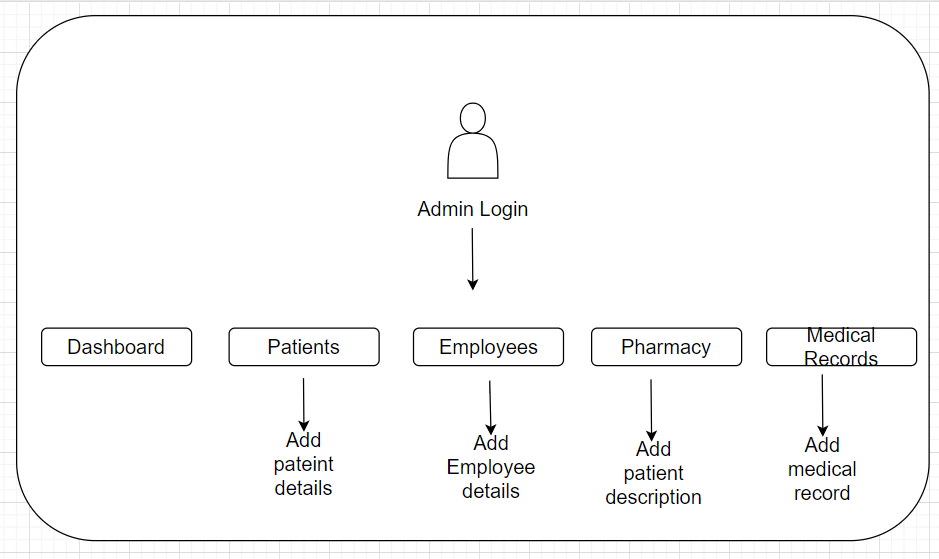 Admin Login
Dashboard
Patients
Employees
Pharmacy
Medical
Records
Add
pateint
details
Add
Employee
details
Add
patient
description
Add
medical
record